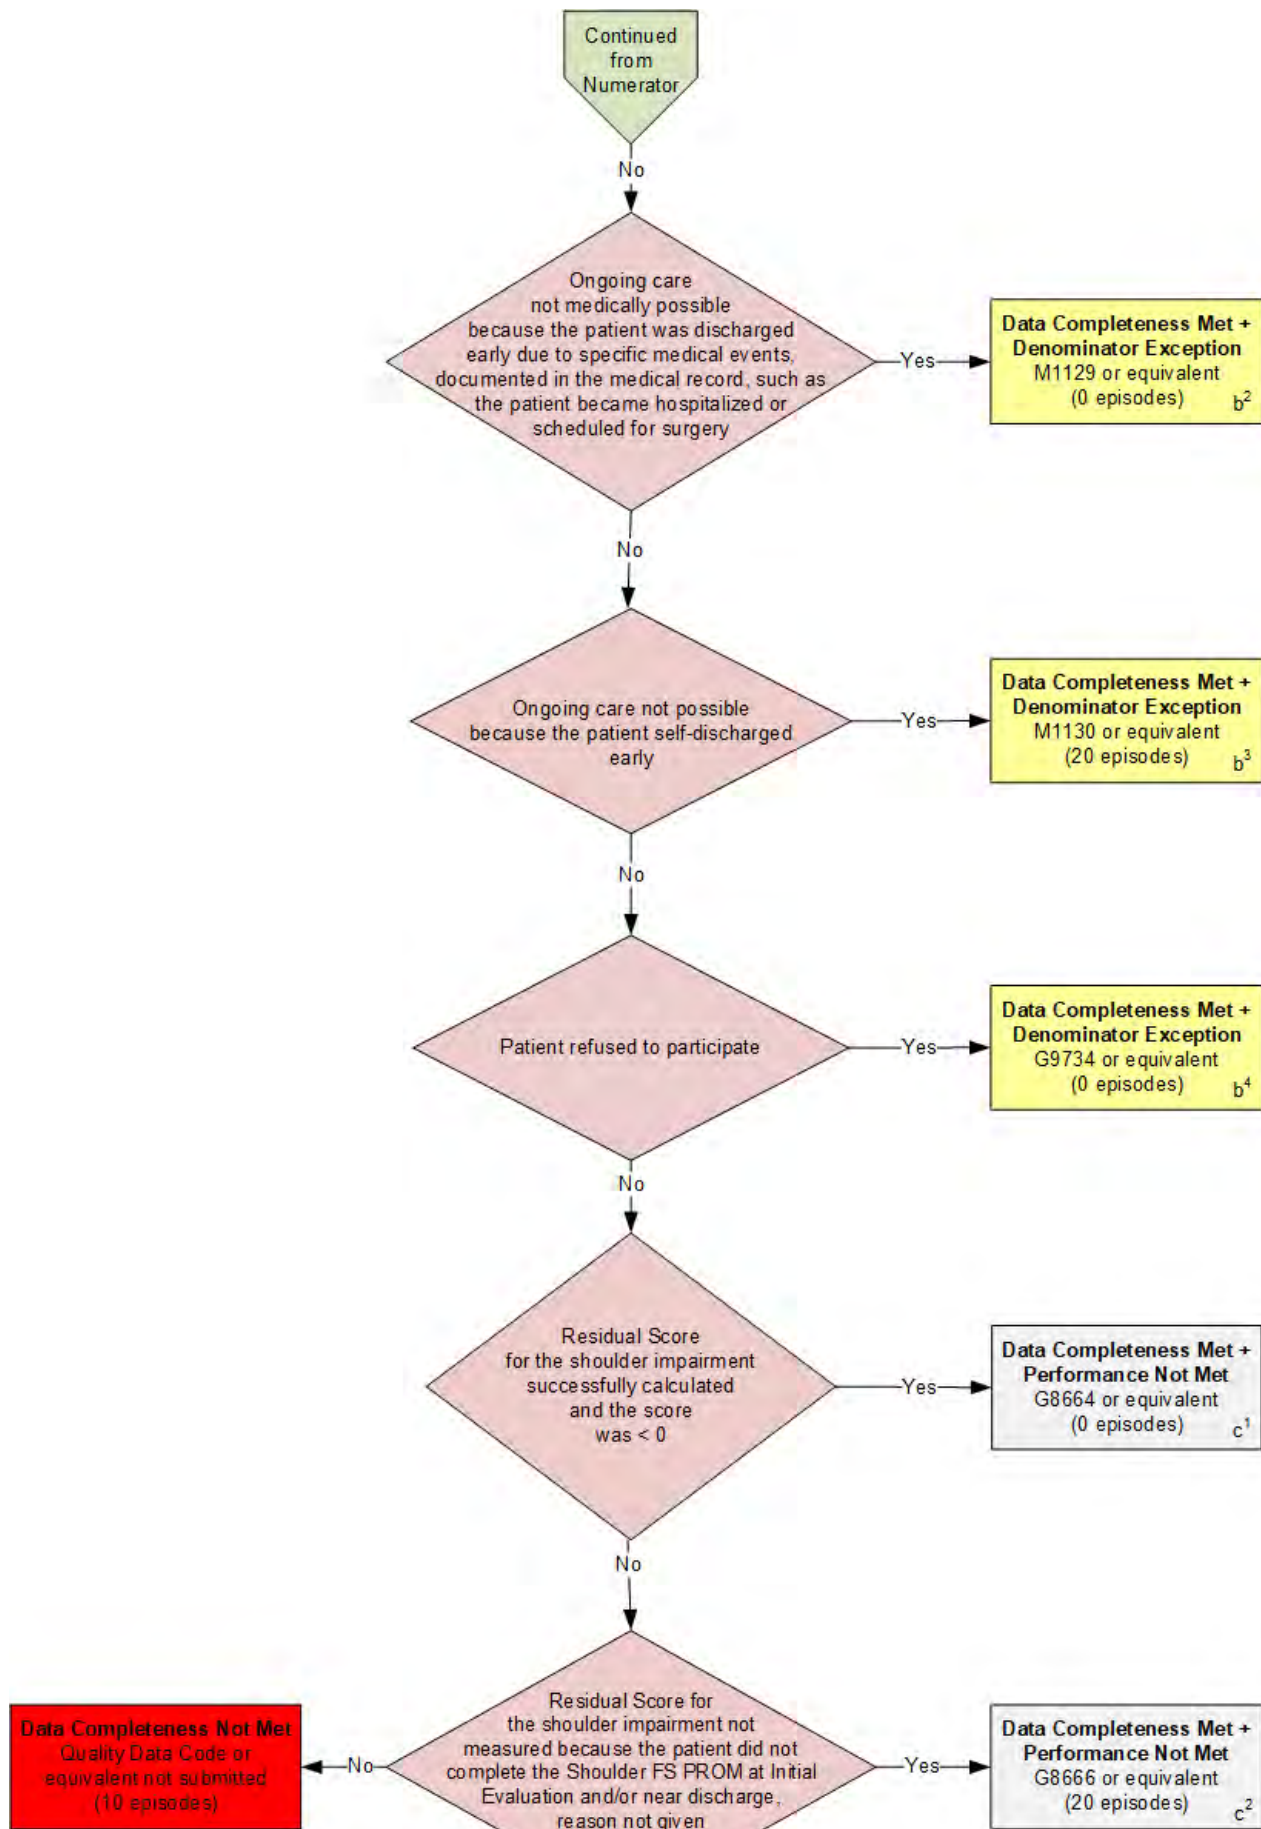 Continued
from
Numerator
No
Ongoing care
not medically possible
because the patient was discharged
early due to specific medical events,
documented in the medical record, such as
the patient became hospitalized or
scheduled for surgery
Yes
Data Completeness Met +
Denominator Exception
M1129 or equivalent
(0 episodes) b²
No
Ongoing care not possible
because the patient self-discharged
early
Yes
Data Completeness Met +
Denominator Exception
M1130 or equivalent
(20 episodes) b³
No
Patient refused to participate
Yes
Data Completeness Met +
Denominator Exception
G9734 or equivalent
(0 episodes) b⁴
No
Residual Score
for the shoulder impairment
successfully calculated
and the score
was < 0
Yes
Data Completeness Met +
Performance Not Met
G8664 or equivalent
(0 episodes) c¹
No
Residual Score for
the shoulder impairment not
measured because the patient did not
complete the Shoulder FS PROM at Initial
Evaluation and/or near discharge,
reason not given
No
Data Completeness Not Met
Quality Data Code or
equivalent not submitted
(10 episodes)
Yes
Data Completeness Met +
Performance Not Met
G8666 or equivalent
(20 episodes) c²